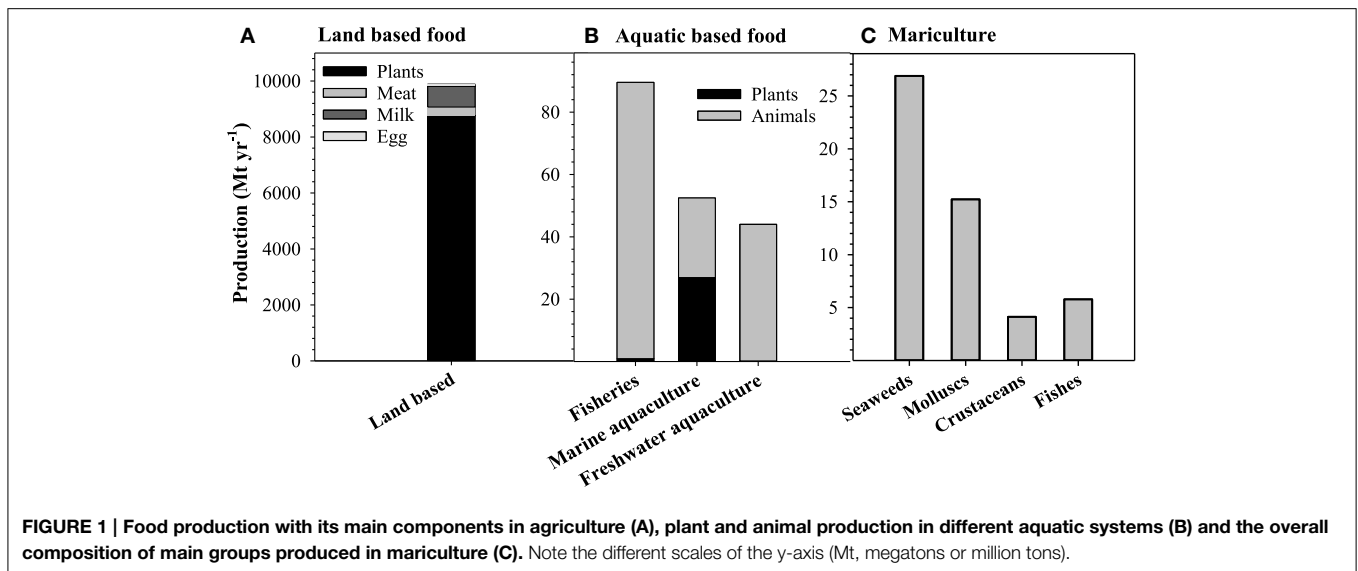 A Land based food
Plants
Meat
Milk
Egg
Production (Mt yr-1)
10000
8000
6000
4000
2000
0
Land based
B Aquatic based food
Plants
Animals
80
60
40
20
Fisheries
Marine aquaculture
Freshwater aquaculture
C Mariculture
25
20
15
10
5
Seaweeds
Molluscs
Crustaceans
Fishes
FIGURE 1 | Food production with its main components in agriculture (A), plant and animal production in different aquatic systems (B) and the overall
composition of main groups produced in mariculture (C). Note the different scales of the y-axis (Mt, megatons or million tons).